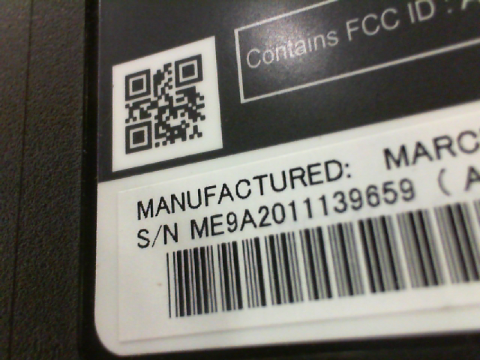 Contains FCC ID : A
MANUFACTURED: MARC
S/N ME9A2011139659 ( A